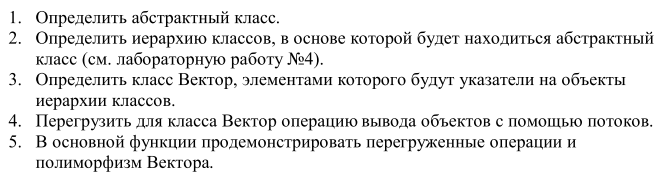 1. Определить абстрактный класс.
2. Определить иерархию классов, в основе которой будет находиться абстрактный
класс (см. лабораторную работу №4).
3. Определить класс Вектор, элементами которого будут указатели на объекты
иерархии классов.
4. Перегрузить для класса Вектор операцию вывода объектов с помощью потоков.
5. В основной функции продемонстрировать перегруженные операции и
полиморфизм Вектора.